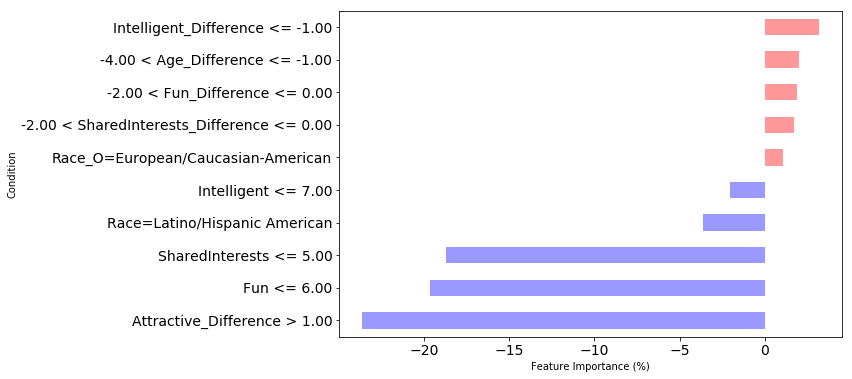 Intelligent_Difference <= -1.00
-4.00 < Age_Difference <= -1.00
-2.00 < Fun_Difference <= 0.00
-2.00 < SharedInterests_Difference <= 0.00
Race_O=European/Caucasian-American
Intelligent <= 7.00
Race=Latino/Hispanic American
SharedInterests <= 5.00
Fun <= 6.00
Attractive_Difference > 1.00
Condition
−20 −15 −10 −5 0
Feature Importance (%)